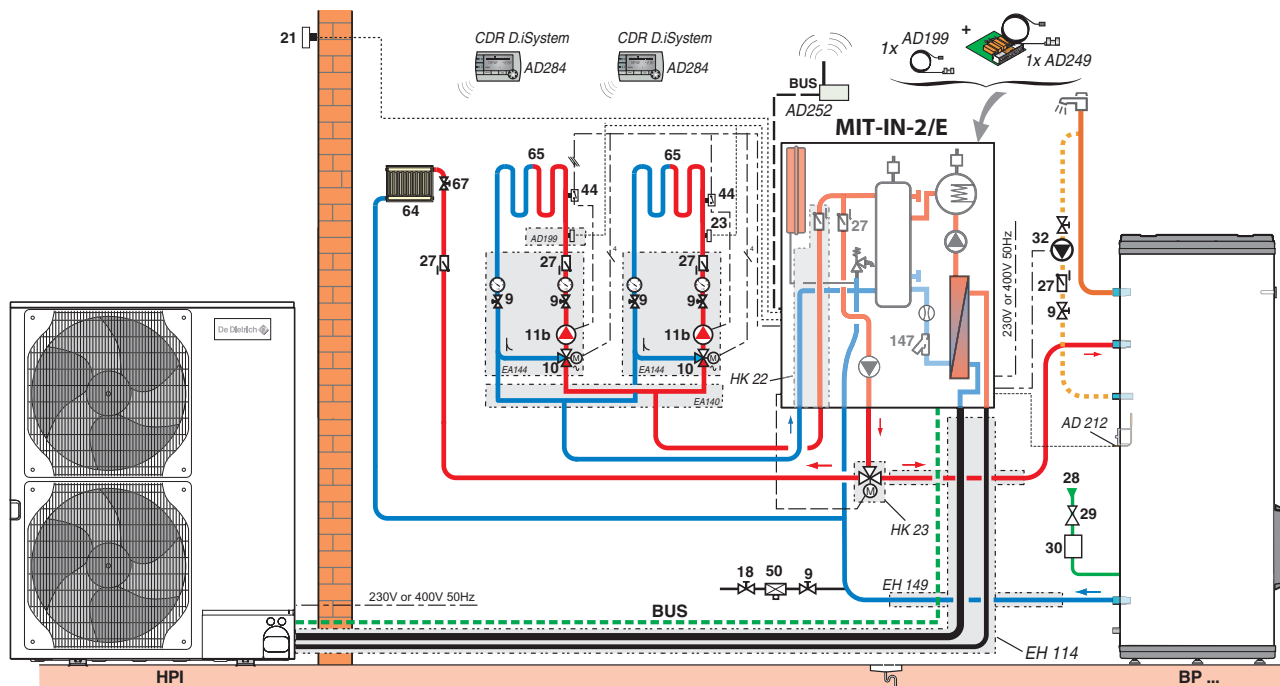 21
CDR D.iSystem
AD284
CDR D.iSystem
AD284
BUS
AD252
1x AD199
+
1x AD249
MIT-IN-2/E
65
65
67
64
44
44
23
AD199
4
4
27
27
27
27
9
9
9
9
11b
11b
10
10
M
M
EA144
EA144
EA140
HK 22
147
230V or 400V 50Hz
32
27
9
AD 212
De Dietrich
M
HK 23
28
29
30
18
50
9
EH 149
230V or 400V 50Hz
BUS
EH 114
HPI
BP ...